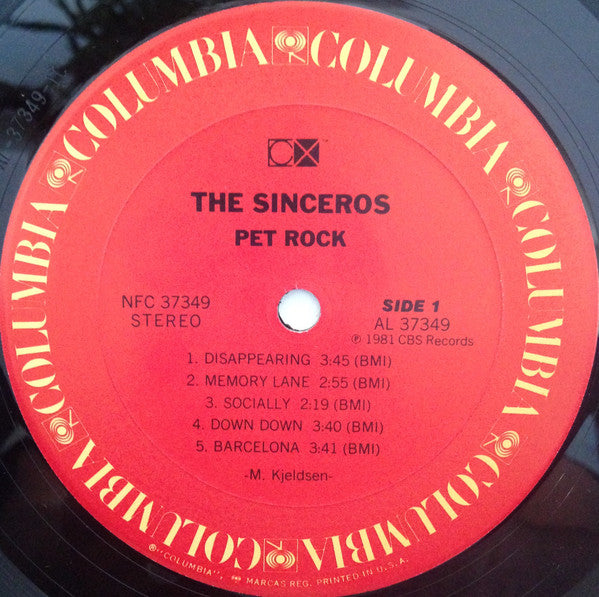 COLUMBIA COLUMBIA COLUMBIA COLUMBIA COLUMBIA COLUMBIA
CX™
THE SINCEROS
PET ROCK
NFC 37349
STEREO
SIDE 1
AL 37349
℗ 1981 CBS Records
1. DISAPPEARING 3:45 (BMI)
2. MEMORY LANE 2:55 (BMI)
3. SOCIALLY 2:19 (BMI)
4. DOWN DOWN 3:40 (BMI)
5. BARCELONA 3:41 (BMI)
-M. Kjeldsen-
®"COLUMBIA", MARCAS REG. PRINTED IN U.S.A.